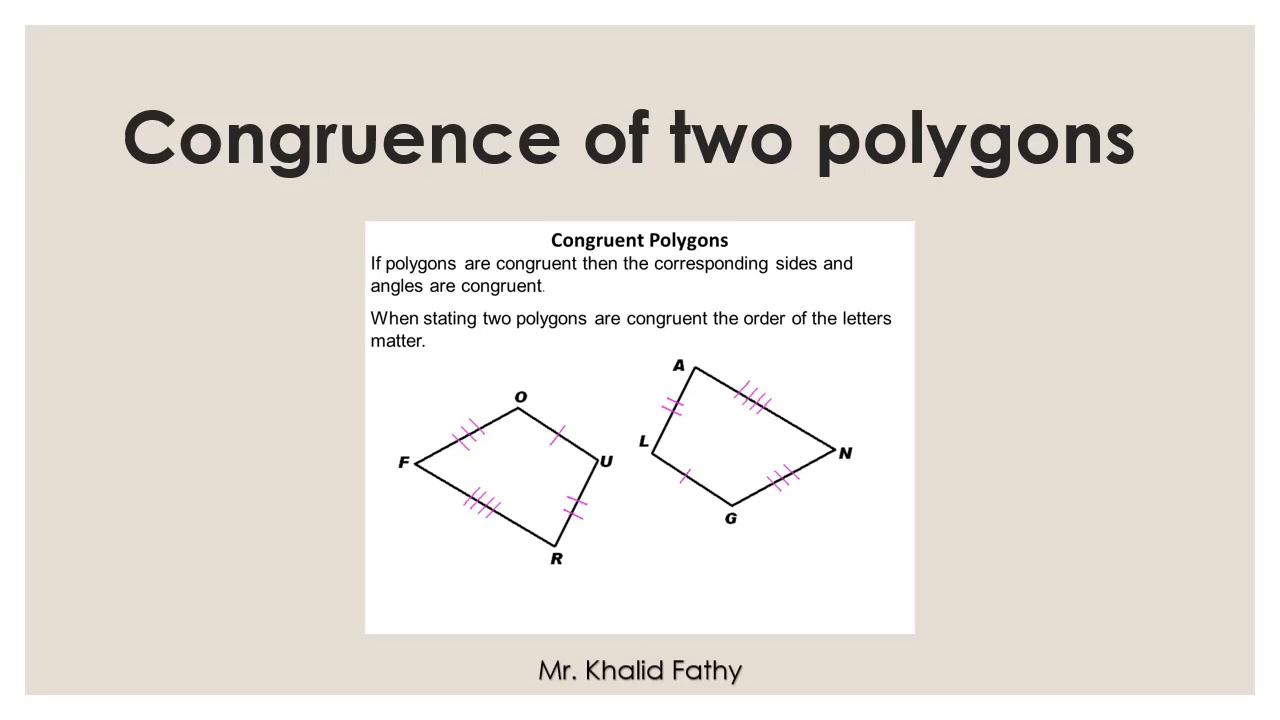 Congruence of two polygons
Congruent Polygons
If polygons are congruent then the corresponding sides and
angles are congruent.
When stating two polygons are congruent the order of the letters
matter.
A
O
L
N
F
U
G
R
Mr. Khalid Fathy